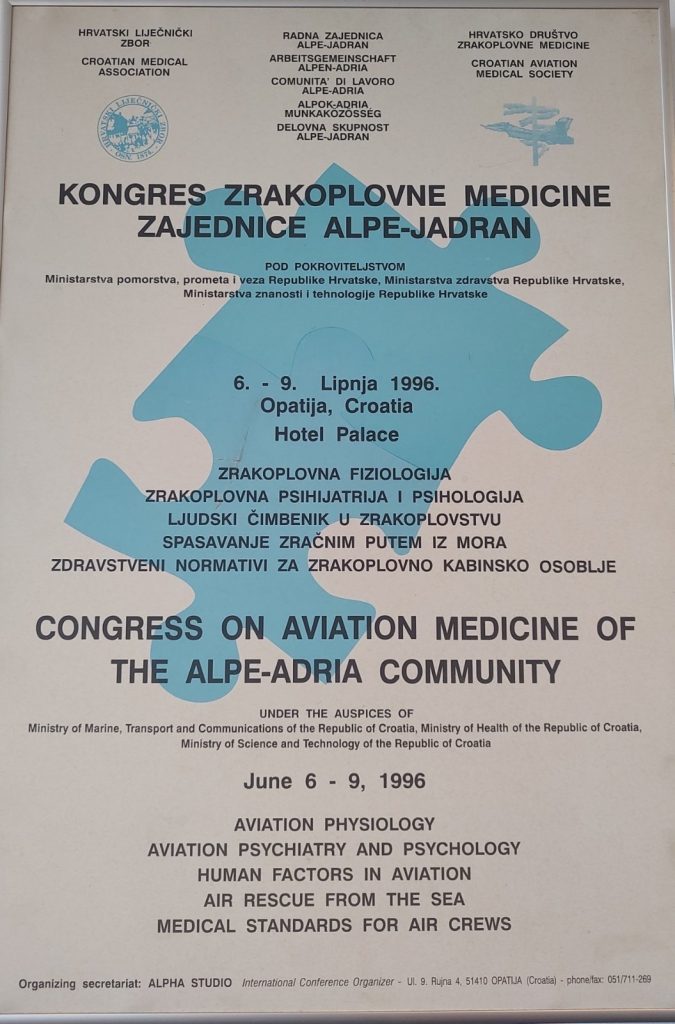 HRVATSKI LIJEČNIČKI
ZBOR
CROATIAN MEDICAL
ASSOCIATION
HRVATSKI LIJEČNIČKI ZBOR
OSN. 1874.
RADNA ZAJEDNICA
ALPE-JADRAN
ARBEITSGEMEINSCHAFT
ALPEN-ADRIA
COMUNITA' DI LAVORO
ALPE-ADRIA
ALPOK-ADRIA
MUNKAKÖZÖSSÉG
DELOVNA SKUPNOST
ALPE-JADRAN
HRVATSKO DRUŠTVO
ZRAKOPLOVNE MEDICINE
CROATIAN AVIATION
MEDICAL SOCIETY
KONGRES ZRAKOPLOVNE MEDICINE
ZAJEDNICE ALPE-JADRAN
POD POKROVITELJSTVOM
Ministarstva pomorstva, prometa i veza Republike Hrvatske, Ministarstva zdravstva Republike Hrvatske,
Ministarstva znanosti i tehnologije Republike Hrvatske
6. - 9. Lipnja 1996.
Opatija, Croatia
Hotel Palace
ZRAKOPLOVNA FIZIOLOGIJA
ZRAKOPLOVNA PSIHIJATRIJA I PSIHOLOGIJA
LJUDSKI ČIMBENIK U ZRAKOPLOVSTVU
SPASAVANJE ZRAČNIM PUTEM IZ MORA
ZDRAVSTVENI NORMATIVI ZA ZRAKOPLOVNO KABINSKO OSOBLJE
CONGRESS ON AVIATION MEDICINE OF
THE ALPE-ADRIA COMMUNITY
UNDER THE AUSPICES OF
Ministry of Marine, Transport and Communications of the Republic of Croatia, Ministry of Health of the Republic of Croatia,
Ministry of Science and Technology of the Republic of Croatia
June 6 - 9, 1996
AVIATION PHYSIOLOGY
AVIATION PSYCHIATRY AND PSYCHOLOGY
HUMAN FACTORS IN AVIATION
AIR RESCUE FROM THE SEA
MEDICAL STANDARDS FOR AIR CREWS
Organizing secretariat: ALPHA STUDIO International Conference Organizer - Ul. 9. Rujna 4, 51410 OPATIJA (Croatia) - phone/fax: 051/711-269